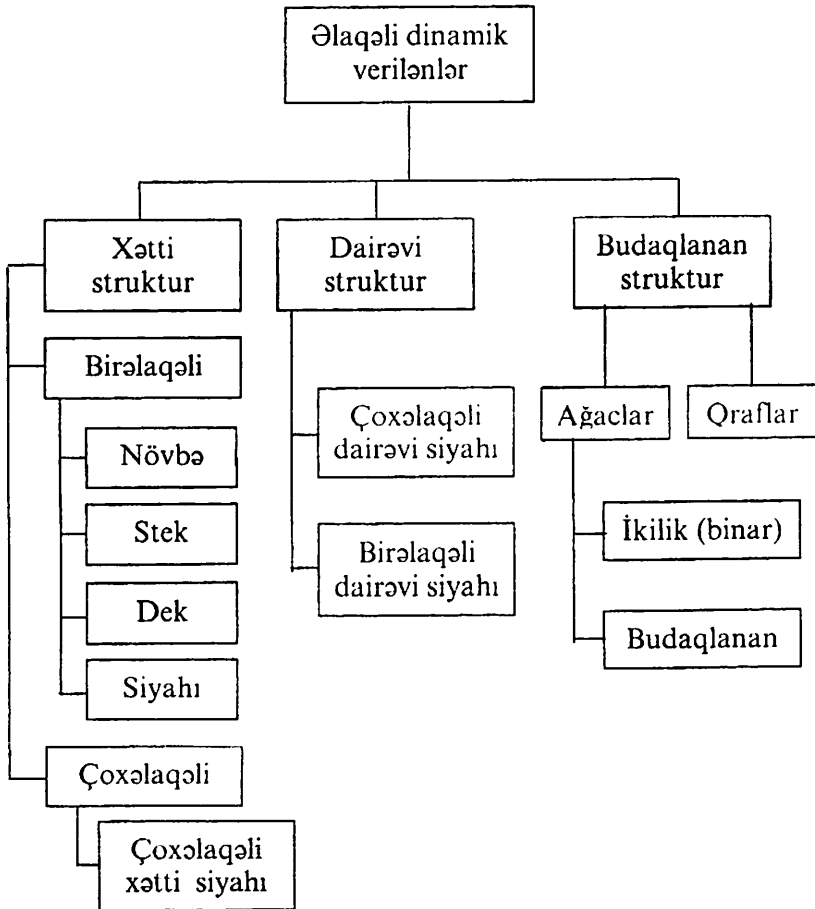 Əlaqəli dinamik
verilənlər
Xətti
struktur
Dairəvi
struktur
Budaqlanan
struktur
Birəlaqəli
Növbə
Stek
Dek
Siyahı
Çoxəlaqəli
Çoxəlaqəli
xətti siyahı
Çoxəlaqəli
dairəvi siyahı
Birəlaqəli
dairəvi siyahı
Ağaclar
Qraflar
İkilik (binar)
Budaqlanan